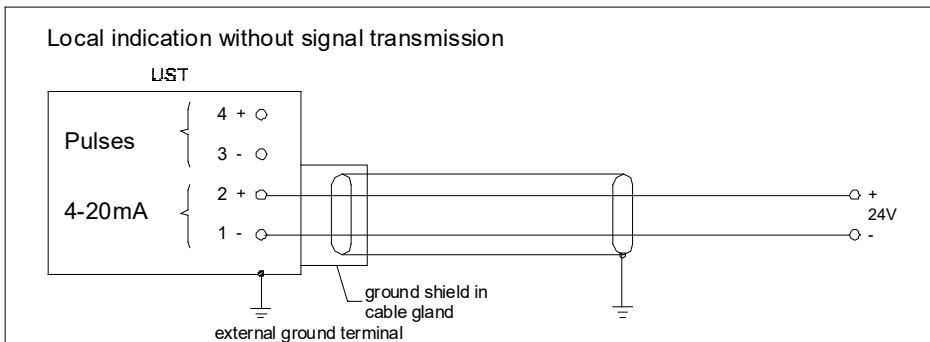 Local indication without signal transmission
UST
4 + 
Pulses
3 -
2 +
4-20mA
1 -
+
24V
-
ground shield in
cable gland
external ground terminal